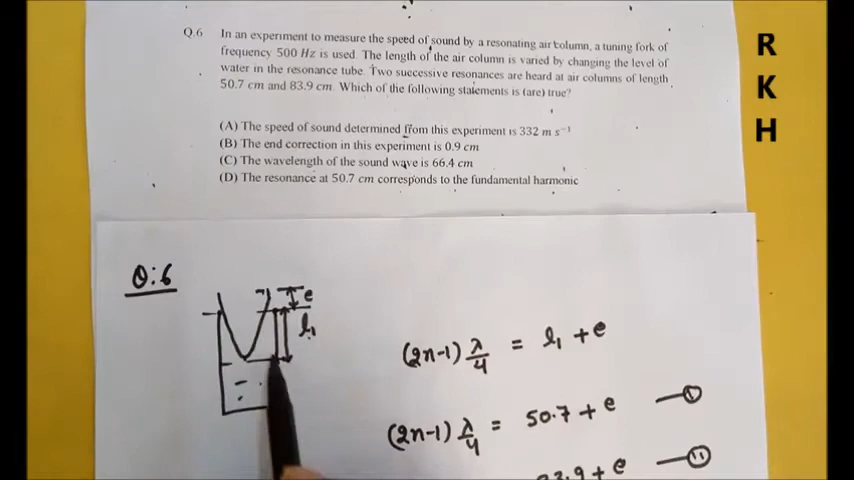 Q.6 In an experiment to measure the speed of sound by a resonating air column, a tuning fork of
frequency 500 Hz is used. The length of the air column is varied by changing the level of
water in the resonance tube. Two successive resonances are heard at air columns of length
50.7 cm and 83.9 cm. Which of the following statements is (are) true?
(A) The speed of sound determined from this experiment is 332 m s⁻¹
(B) The end correction in this experiment is 0.9 cm
(C) The wavelength of the sound wave is 66.4 cm
(D) The resonance at 50.7 cm corresponds to the fundamental harmonic
R
K
H
Q:6
e
l₁
(2n-1) λ/4 = l₁ + e
(2n-1) λ/4 = 50.7 + e —(I)
3.9 + e —(II)